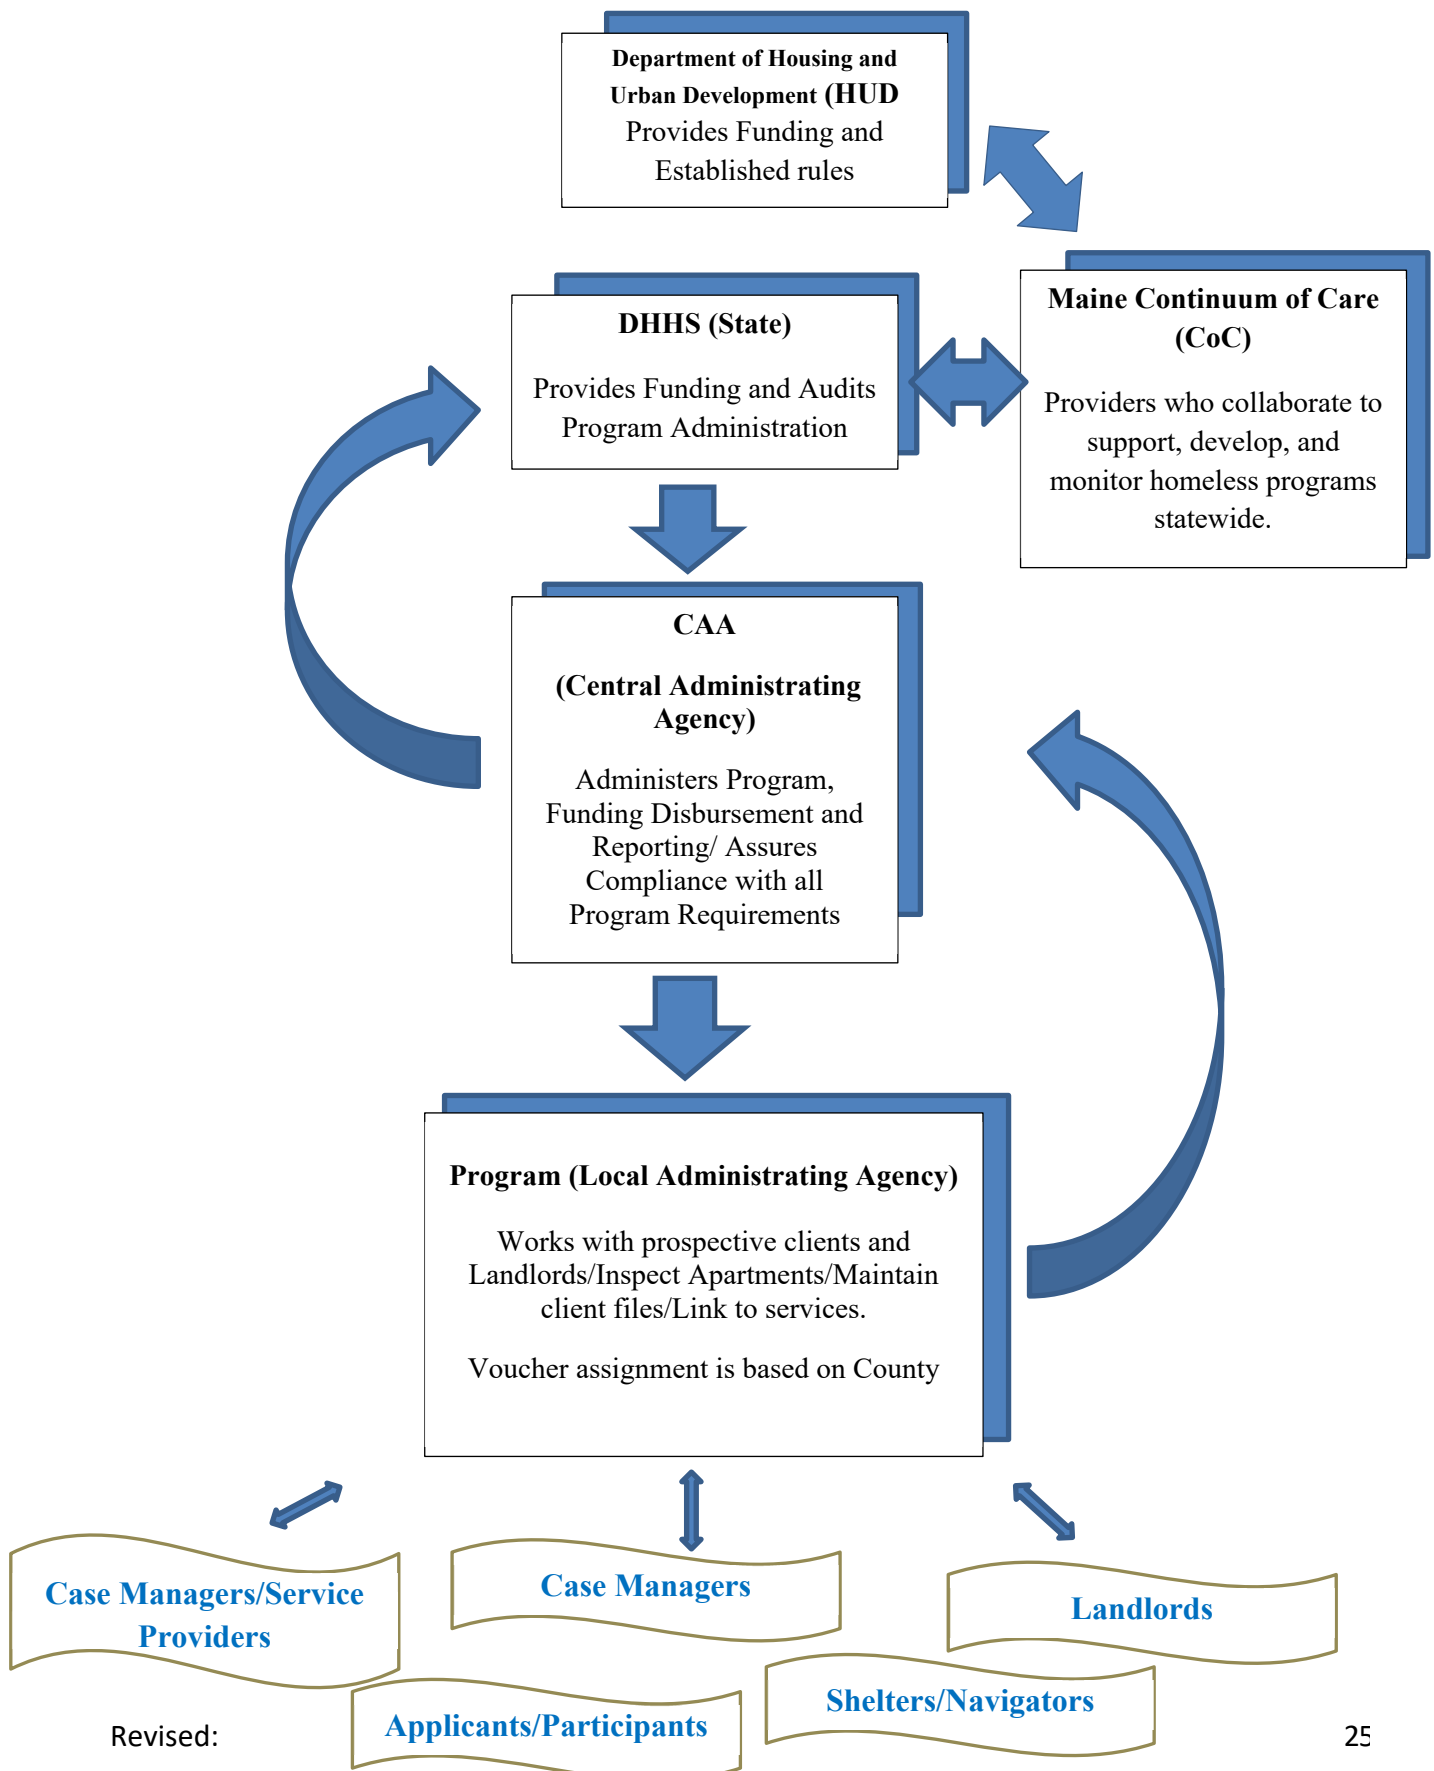 Department of Housing and
Urban Development (HUD
Provides Funding and
Established rules
DHHS (State)
Provides Funding and Audits
Program Administration
Maine Continuum of Care
(CoC)
Providers who collaborate to
support, develop, and
monitor homeless programs
statewide.
CAA
(Central Administrating
Agency)
Administers Program,
Funding Disbursement and
Reporting/ Assures
Compliance with all
Program Requirements
Program (Local Administrating Agency)
Works with prospective clients and
Landlords/Inspect Apartments/Maintain
client files/Link to services.
Voucher assignment is based on County
Case Managers/Service
Providers
Case Managers
Landlords
Applicants/Participants
Shelters/Navigators
Revised:
25